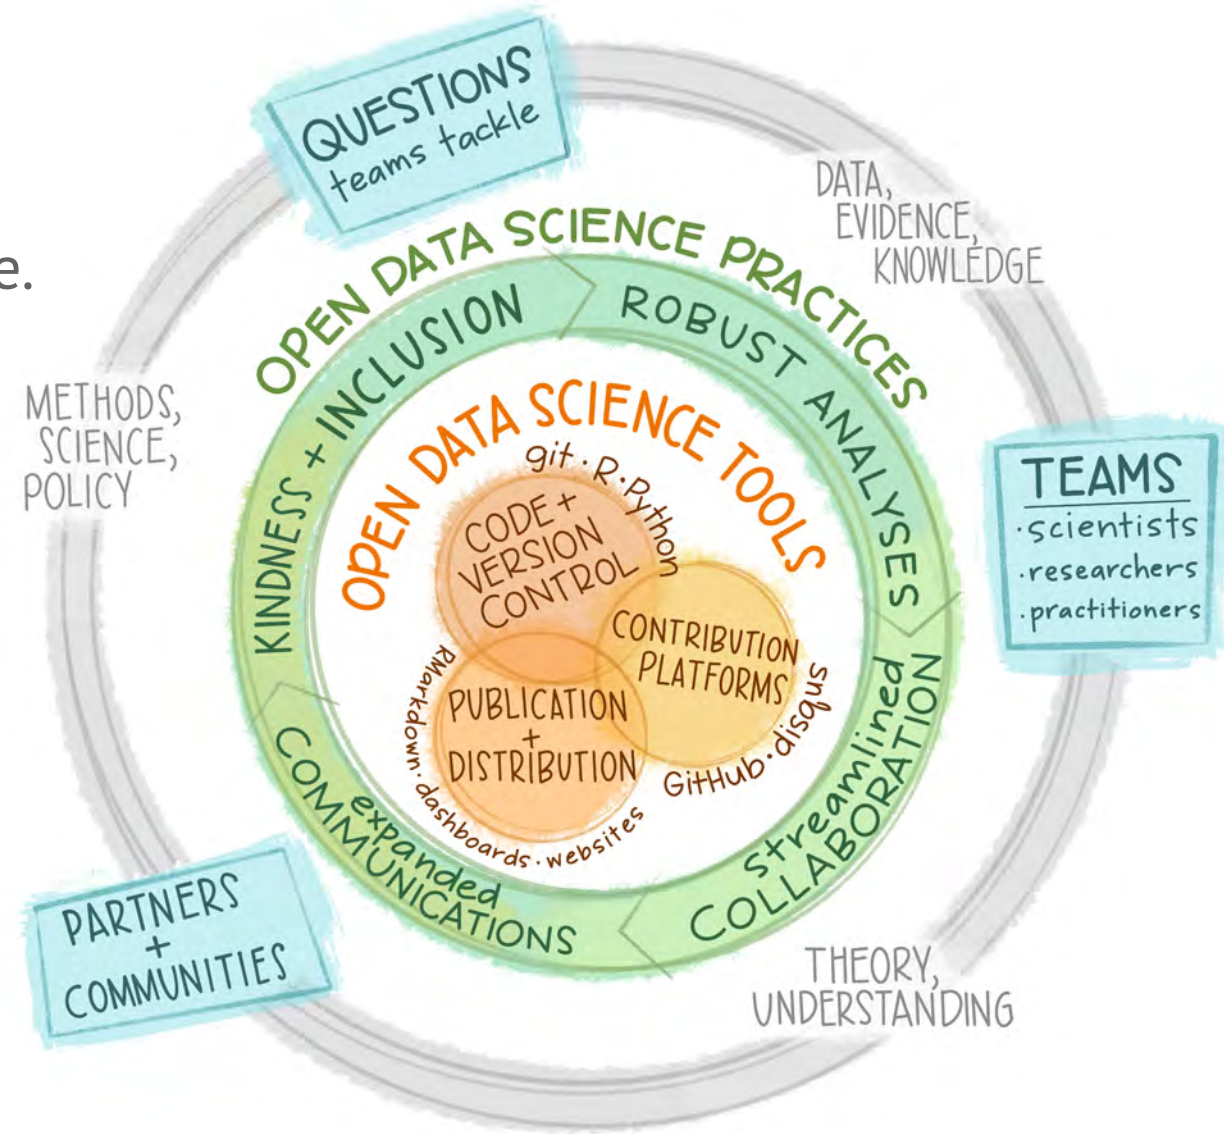 QUESTIONS
teams tackle
DATA,
EVIDENCE,
KNOWLEDGE
e.
OPEN DATA SCIENCE PRACTICES
KINDNESS + INCLUSION
ROBUST ANALYSES
METHODS,
SCIENCE,
POLICY
OPEN DATA SCIENCE TOOLS
git · R · Python
CODE +
VERSION
CONTROL
TEAMS
· scientists
· researchers
· practitioners
CONTRIBUTION
PLATFORMS
GitHub · disqus
PUBLICATION
+
DISTRIBUTION
RMarkdown · dashboards · websites
streamlined
COLLABORATION
expanded
COMMUNICATIONS
PARTNERS
+
COMMUNITIES
THEORY,
UNDERSTANDING